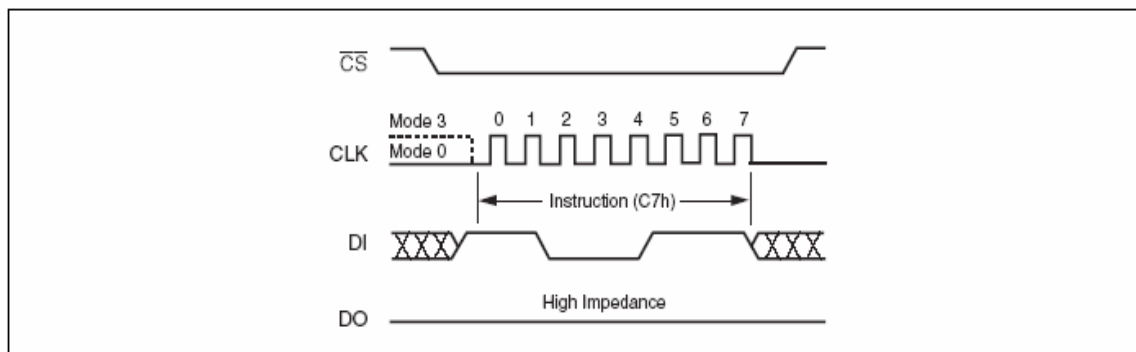 CS
Mode 3
0 1 2 3 4 5 6 7
CLK
Mode 0
Instruction (C7h)
DI
High Impedance
DO